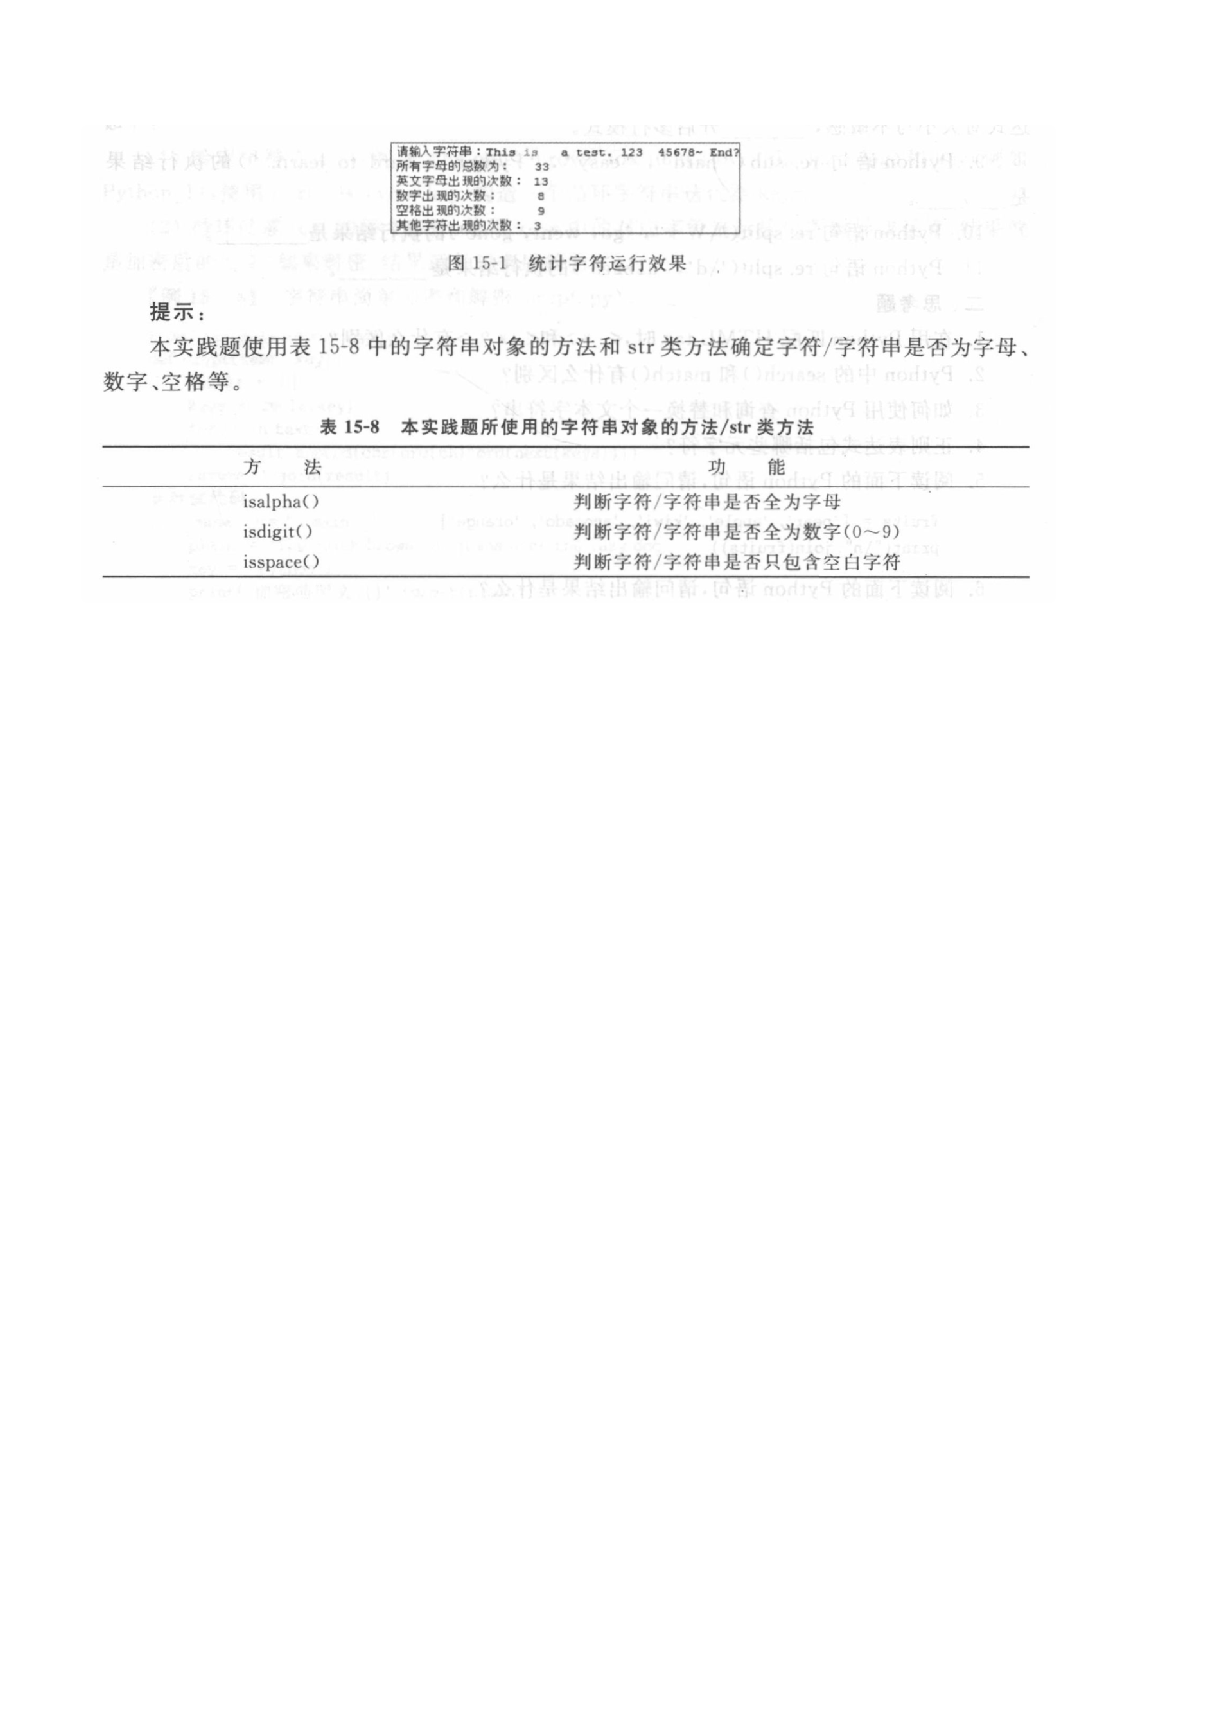 请输入字符串：This is   a test. 123  45678~ End?
所有字母的总数为：   33
英文字母出现的次数： 13
数字出现的次数：     8
空格出现的次数：     9
其他字符出现的次数： 3
图 15-1　统计字符运行效果
提示：
本实践题使用表 15-8 中的字符串对象的方法和 str 类方法确定字符/字符串是否为字母、
数字、空格等。
表 15-8　本实践题所使用的字符串对象的方法/str 类方法
方　　法　　功　　能
isalpha()　　判断字符/字符串是否全为字母
isdigit()　　判断字符/字符串是否全为数字(0～9)
isspace()　　判断字符/字符串是否只包含空白字符